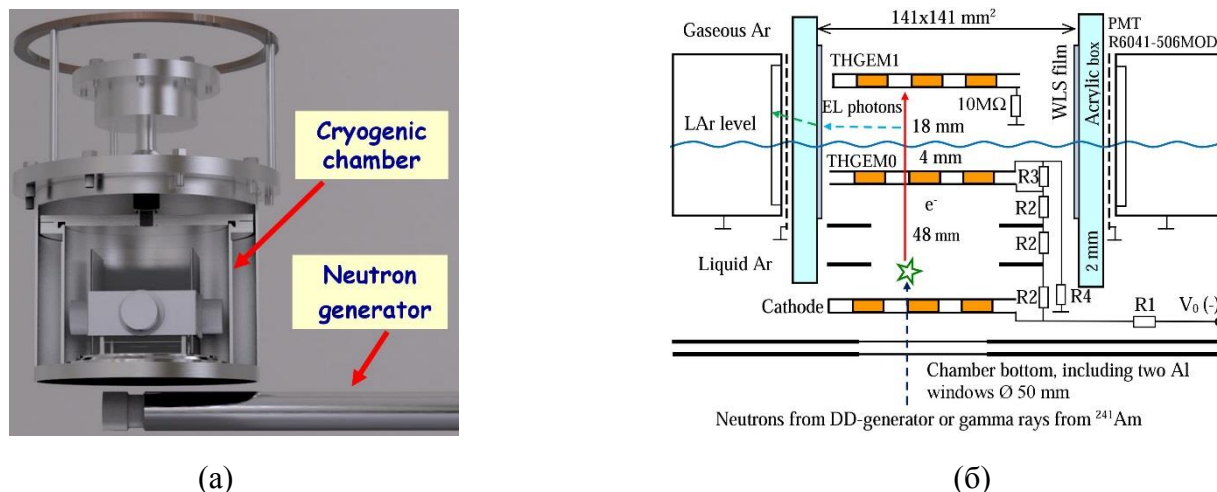 Cryogenic
chamber
Neutron
generator
(а)
141x141 mm²
Gaseous Ar
PMT
R6041-506MOD
THGEM1
WLS film
Acrylic box
EL photons
10MΩ
18 mm
LAr level
4 mm
THGEM0
R3
e⁻
R2
48 mm
R2
Liquid Ar
2 mm
Cathode
R2
R4
R1
V₀ (-)
Chamber bottom, including two Al
windows Ø 50 mm
Neutrons from DD-generator or gamma rays from ²⁴¹Am
(б)